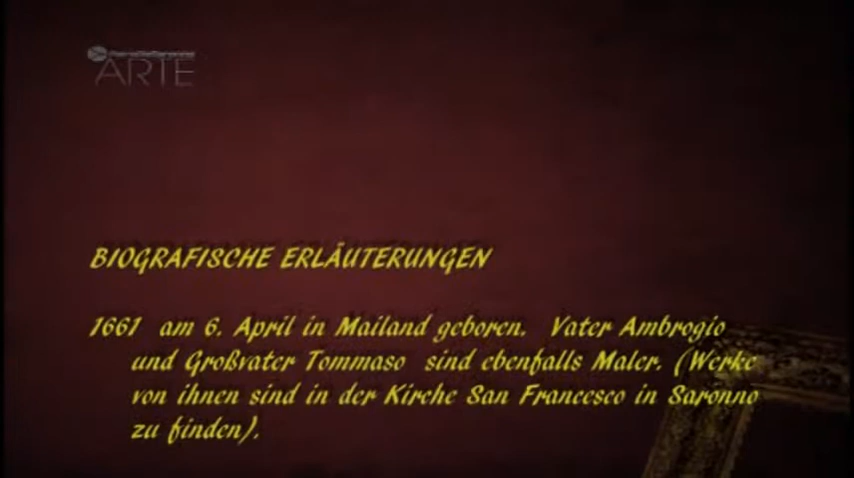 ARTE
BIOGRAFISCHE ERLÄUTERUNGEN
1661 am 6. April in Mailand geboren. Vater Ambrogio
und Großvater Tommaso sind ebenfalls Maler. (Werke
von ihnen sind in der Kirche San Francesco in Saronno
zu finden).